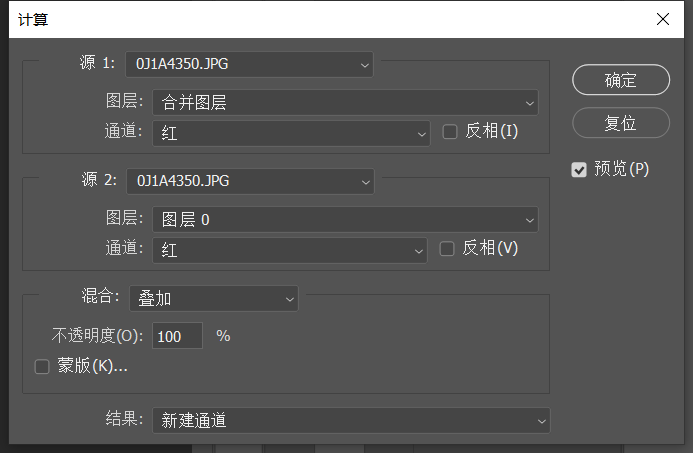 计算
源 1: 0J1A4350.JPG
确定
图层: 合并图层
通道: 红 反相(I)
复位
预览(P)
源 2: 0J1A4350.JPG
图层: 图层 0
通道: 红 反相(V)
混合: 叠加
不透明度(O): 100 %
蒙版(K)...
结果: 新建通道